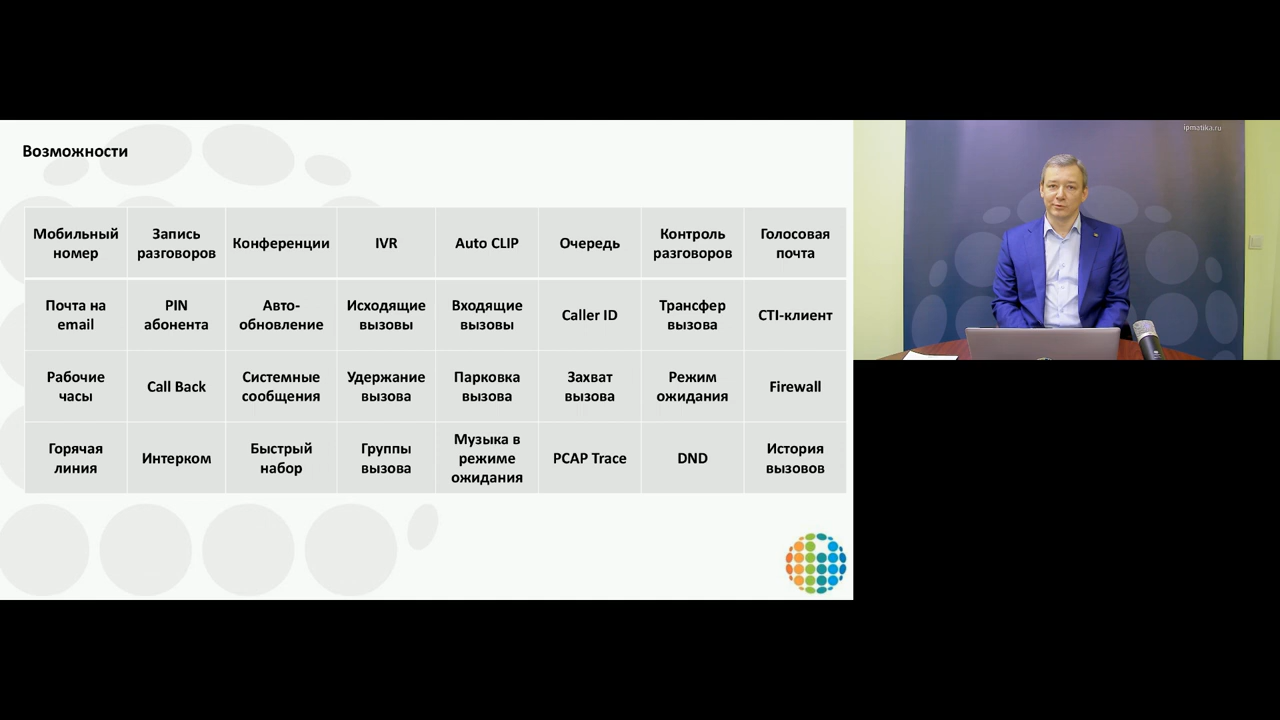 Возможности
ipmatika.ru
Мобильный номер
Запись разговоров
Конференции
IVR
Auto CLIP
Очередь
Контроль разговоров
Голосовая почта
Почта на email
PIN абонента
Авто-обновление
Исходящие вызовы
Входящие вызовы
Caller ID
Трансфер вызова
CTI-клиент
Рабочие часы
Call Back
Системные сообщения
Удержание вызова
Парковка вызова
Захват вызова
Режим ожидания
Firewall
Горячая линия
Интерком
Быстрый набор
Группы вызова
Музыка в режиме ожидания
PCAP Trace
DND
История вызовов